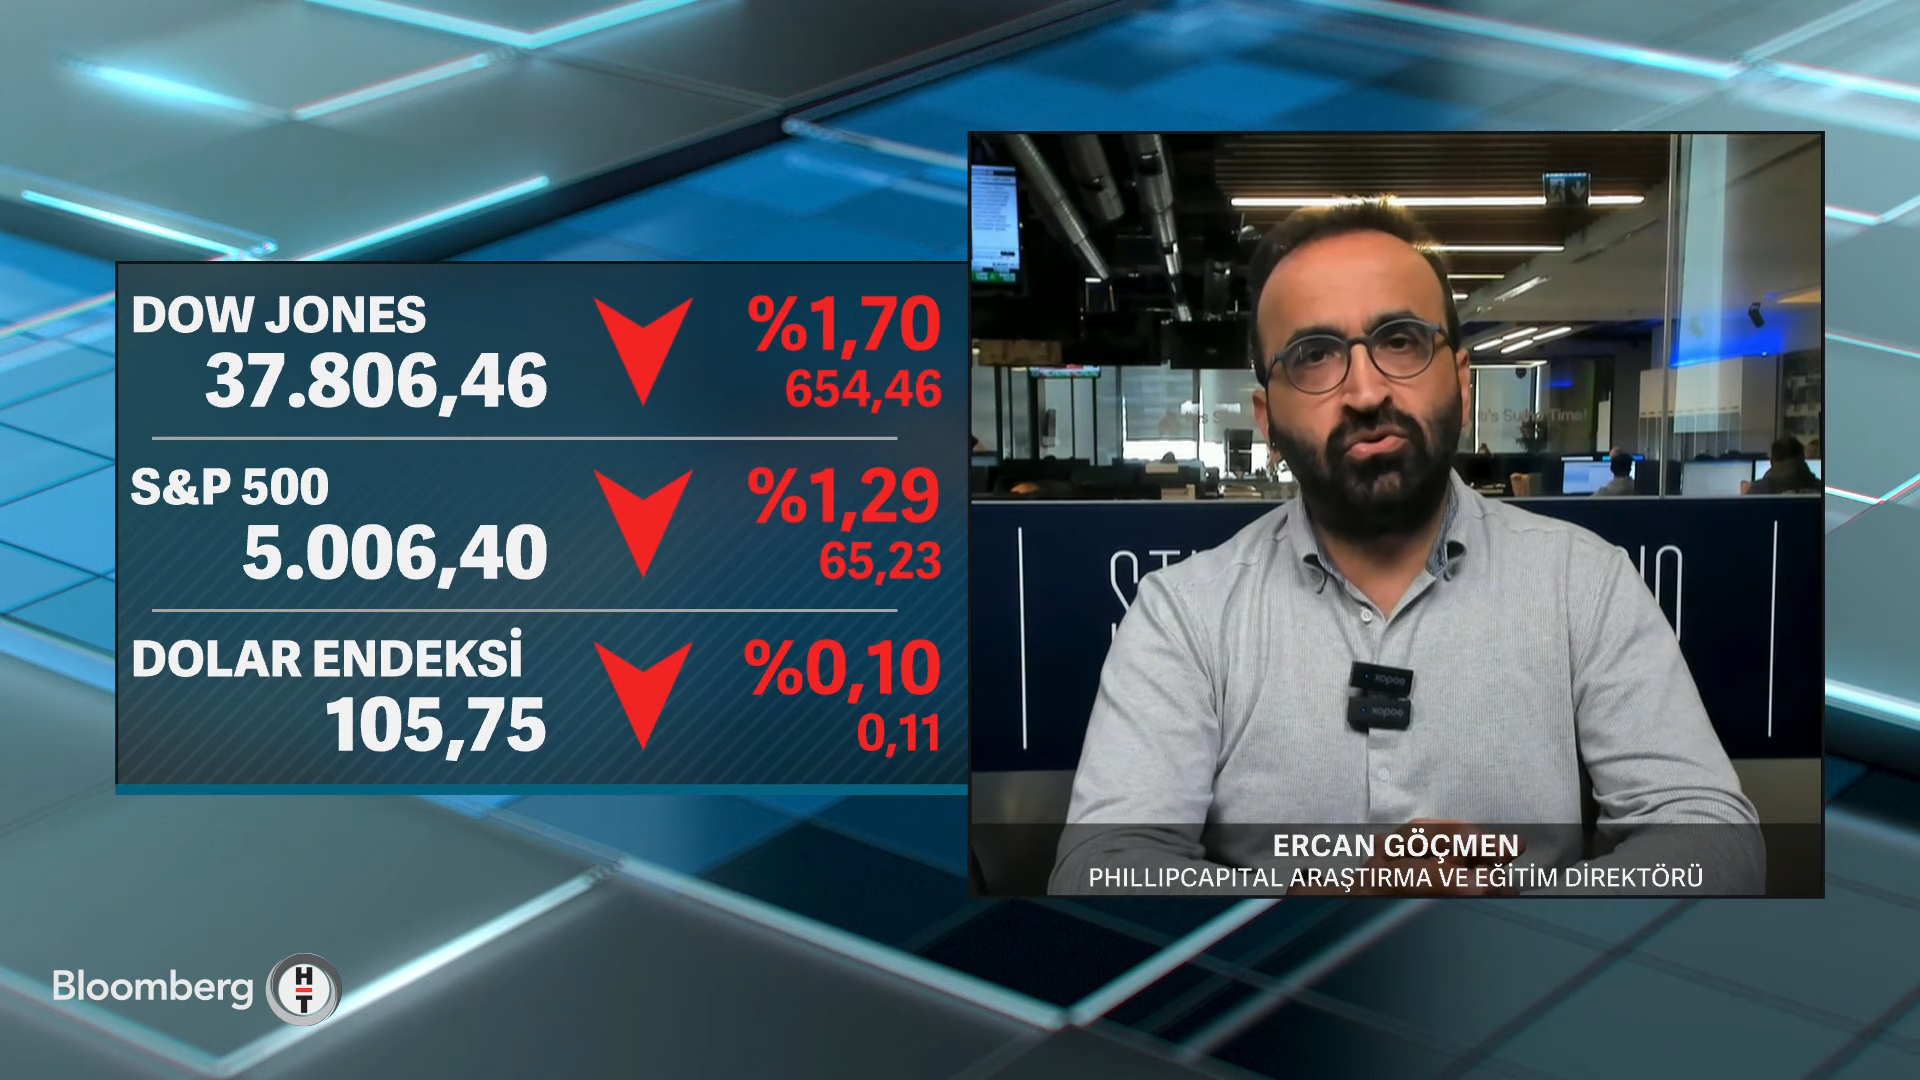 DOW JONES
37.806,46
%1,70
654,46
S&P 500
5.006,40
%1,29
65,23
DOLAR ENDEKSİ
105,75
%0,10
0,11
ERCAN GÖÇMEN
PHILLIPCAPITAL ARAŞTIRMA VE EĞİTİM DİREKTÖRÜ
Bloomberg HT